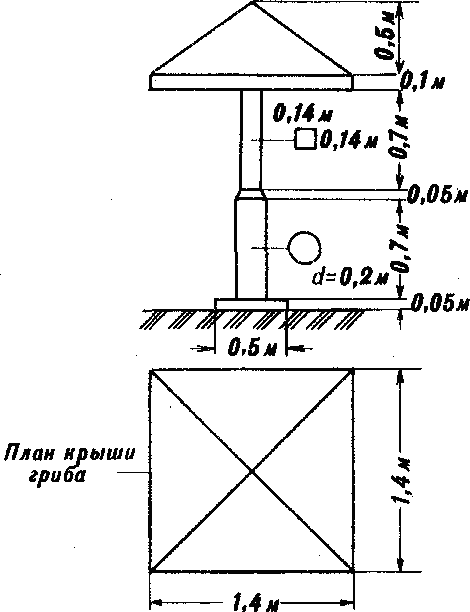 0,5м
0,1м
0,14м
0,14м
0,7м
0,05м
0,7м
d=0,2м
0,05м
0,5м
План крыши
гриба
1,4м
1,4м